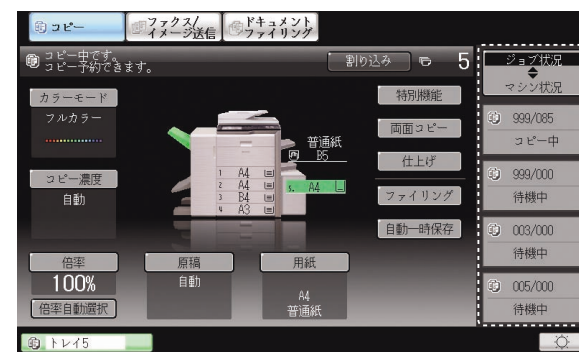 コピー
ファクス/
イメージ送信
ドキュメント
ファイリング
コピー中です。
コピー予約できます。
割り込み
5
ジョブ状況
マシン状況
カラーモード
フルカラー
特別機能
両面コピー
仕上げ
ファイリング
自動一時保存
999/085
コピー中
999/000
待機中
003/000
待機中
005/000
待機中
コピー濃度
自動
普通紙
B5
1 A4
2 A4
3 B4
4 A3
5. A4
倍率
100%
倍率自動選択
原稿
自動
用紙
A4
普通紙
トレイ5